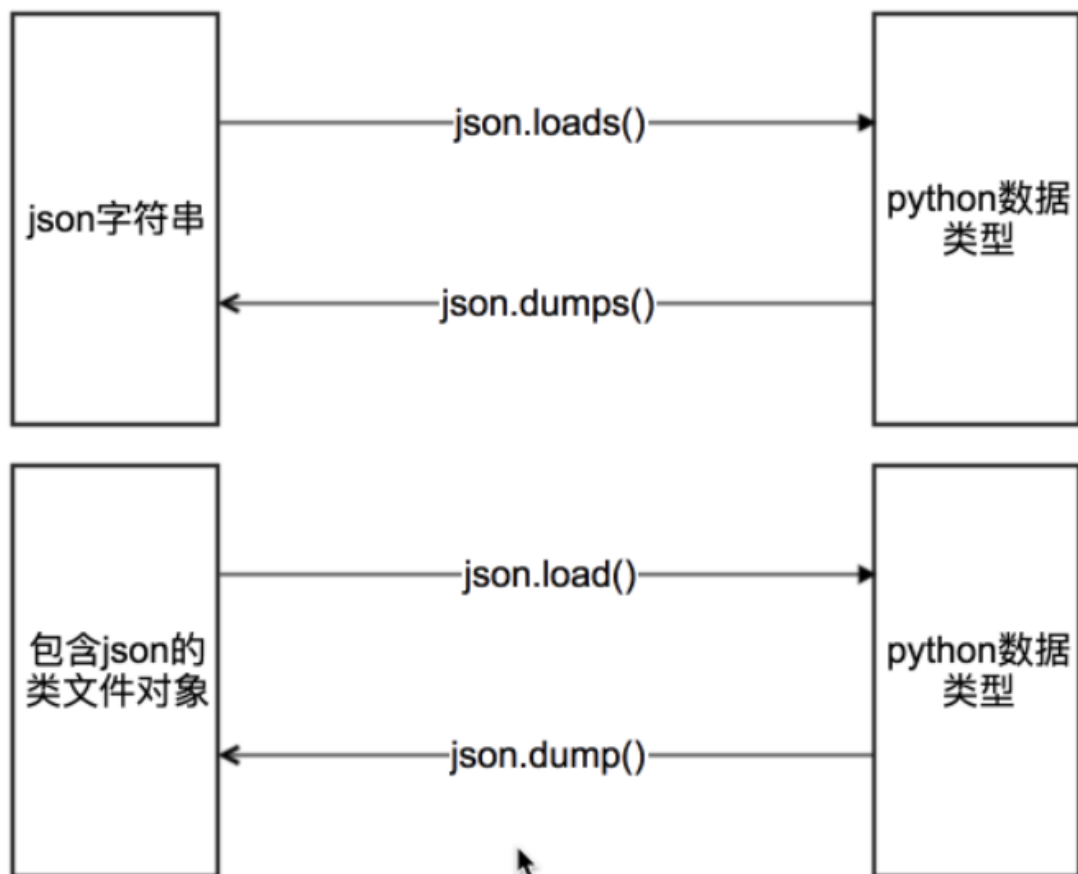 json.loads()
json字符串
python数据
类型
json.dumps()
json.load()
包含json的
类文件对象
python数据
类型
json.dump()